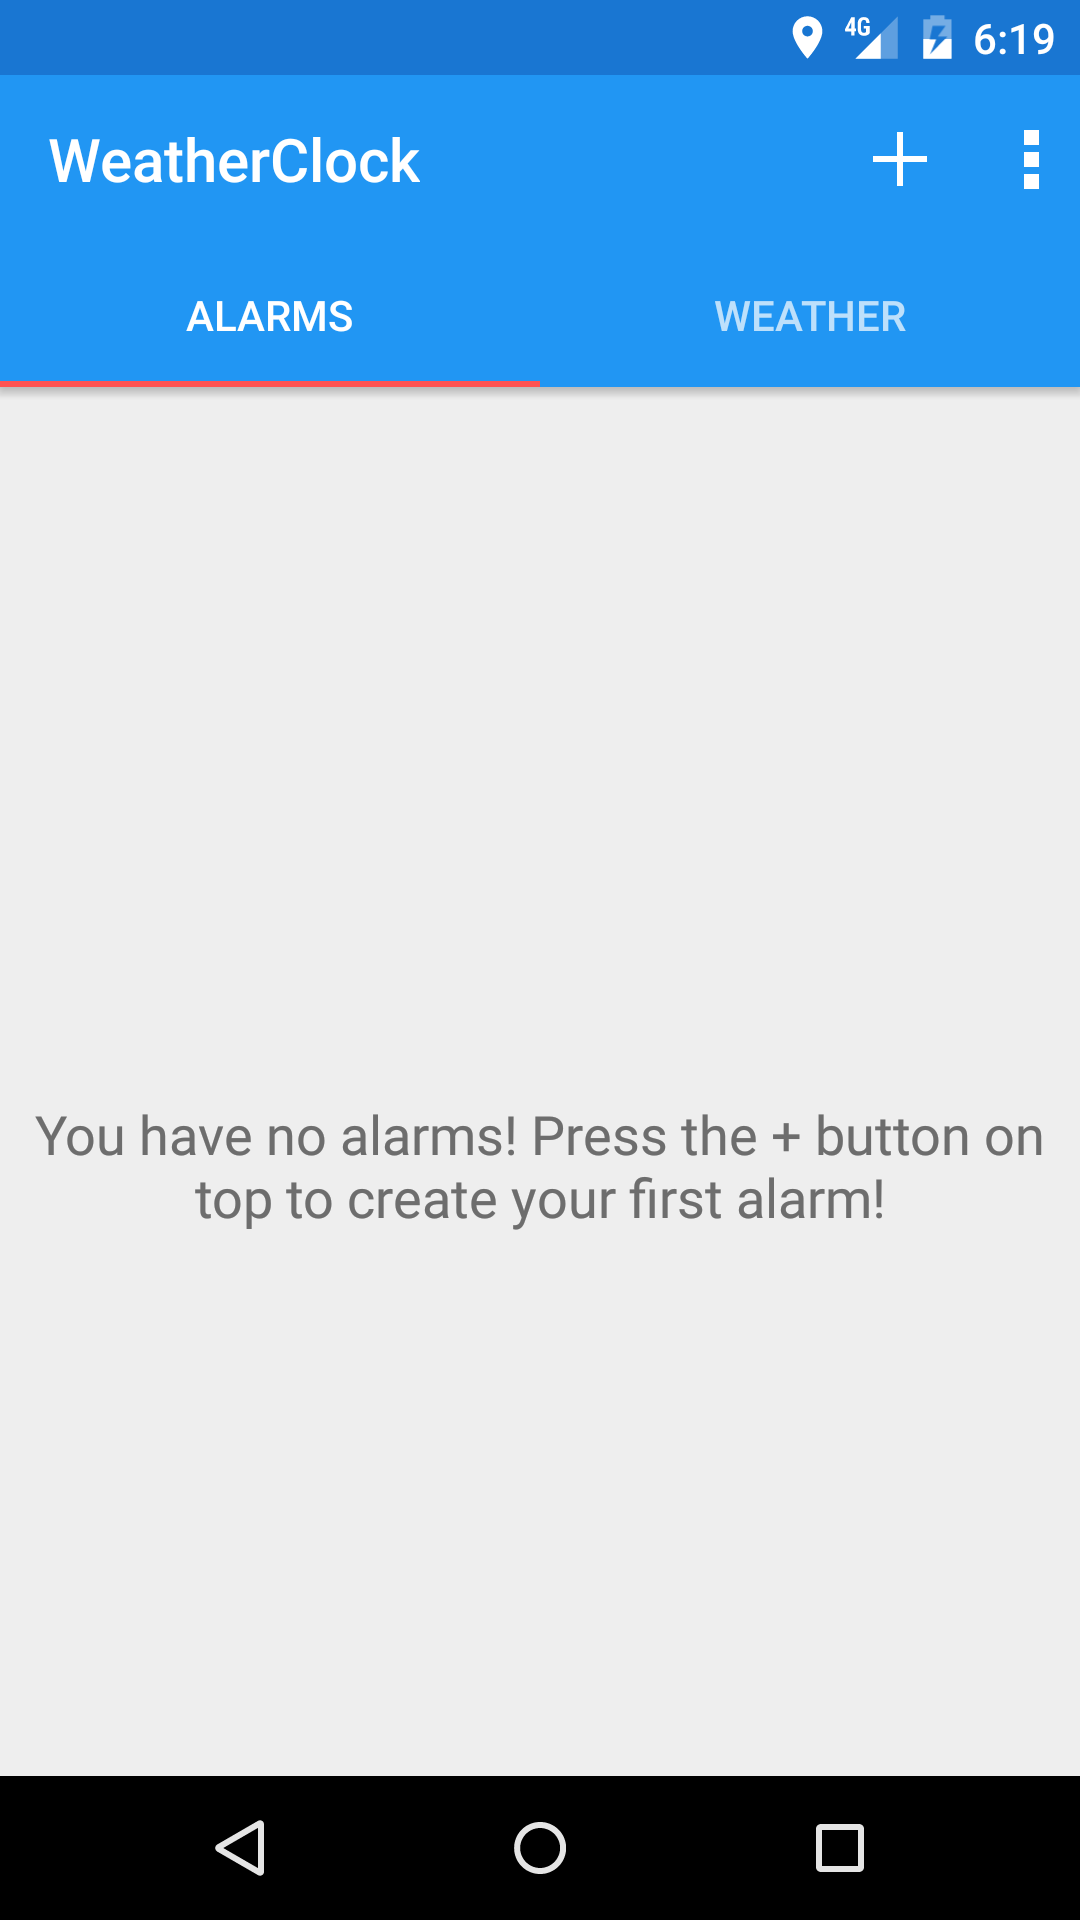 4G 6:19
WeatherClock
ALARMS WEATHER
You have no alarms! Press the + button on
top to create your first alarm!